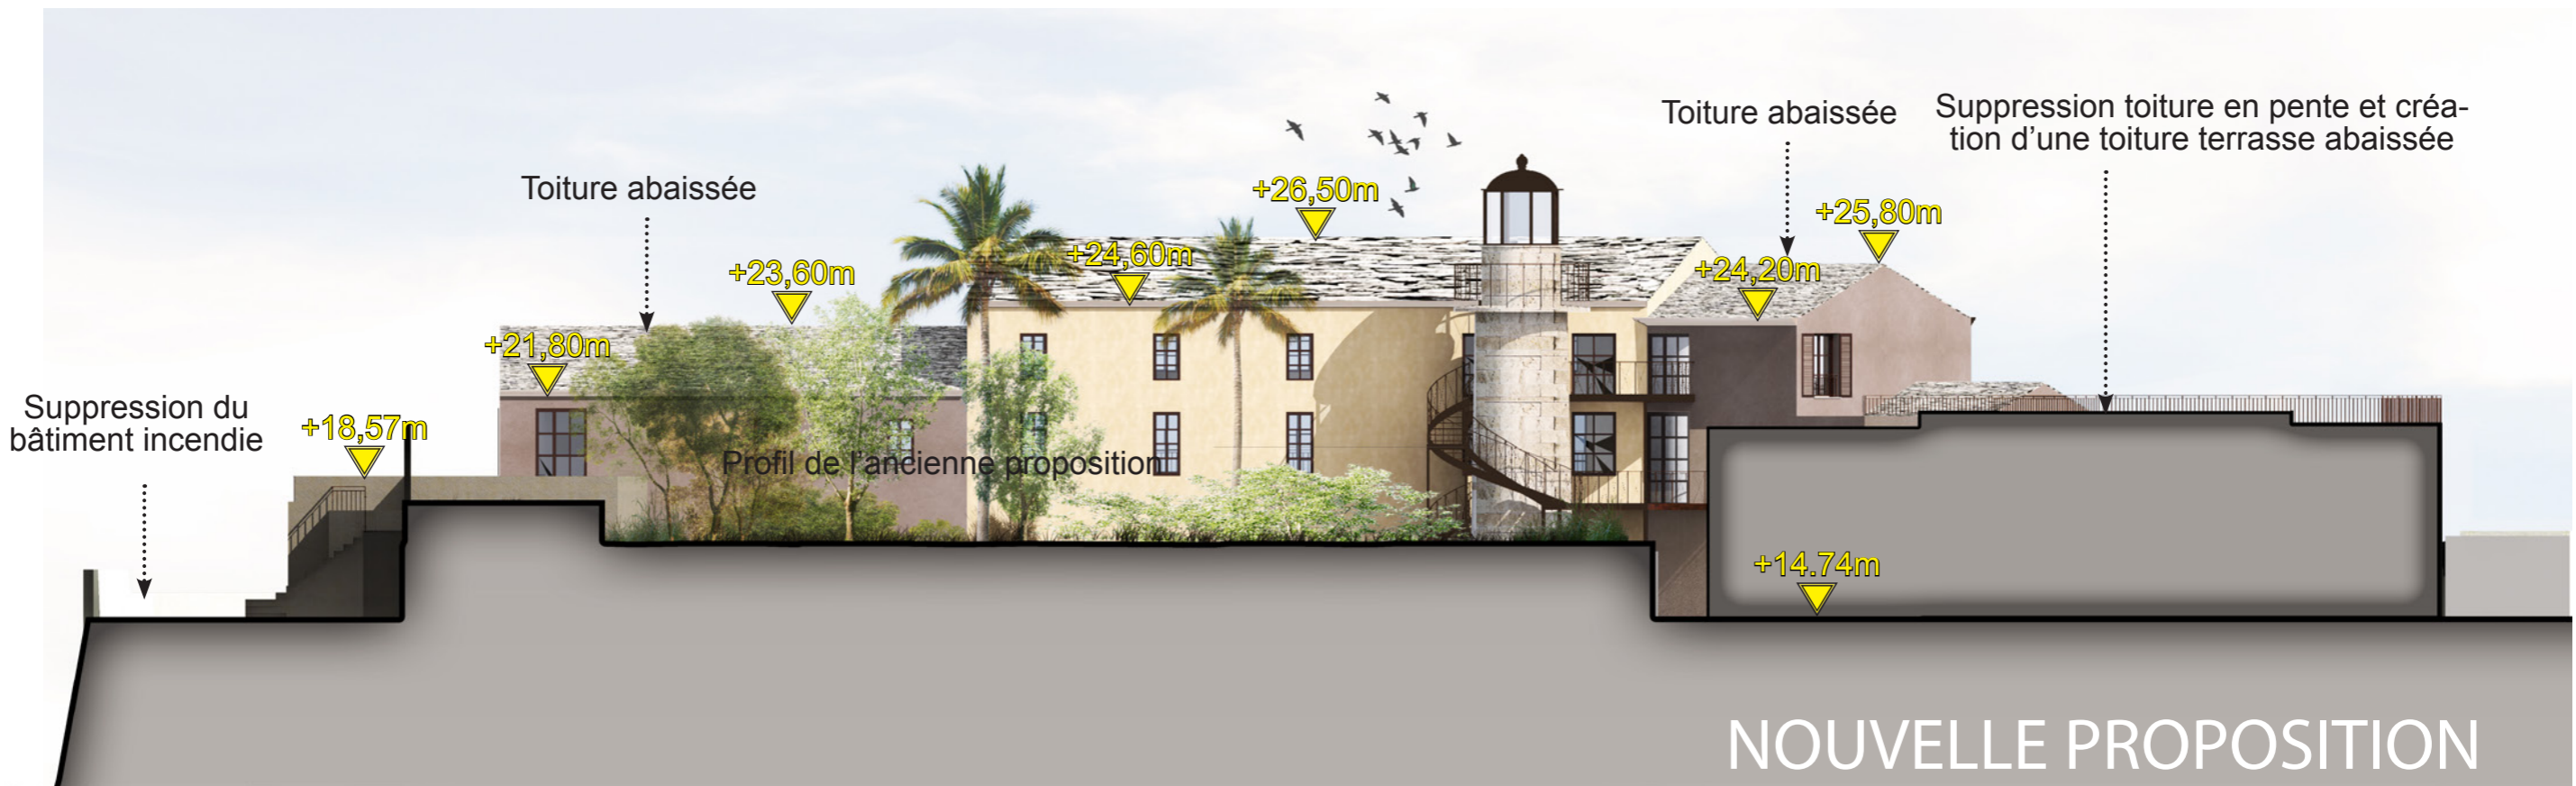 Toiture abaissée
Suppression toiture en pente et créa-
tion d'une toiture terrasse abaissée
Toiture abaissée
+26,50m
+25,80m
+24,60m
+24,20m
+23,60m
+21,80m
Suppression du
bâtiment incendie
+18,57m
Profil de l'ancienne proposition
+14.74m
NOUVELLE PROPOSITION